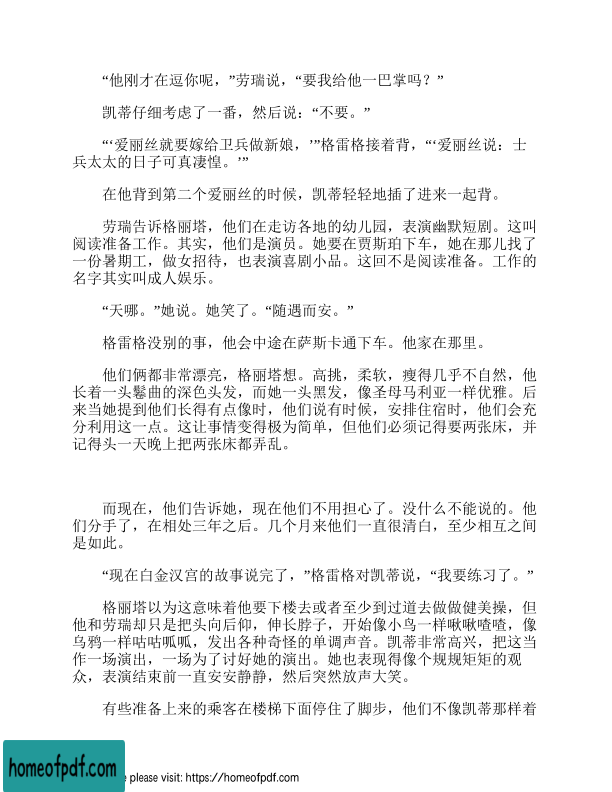 “他刚才在逗你呢，”劳瑞说，“要我给他一巴掌吗？”
凯蒂仔细考虑了一番，然后说：“不要。”
“‘爱丽丝就要嫁给卫兵做新娘，’”格雷格接着背，“‘爱丽丝说：士
兵太太的日子可真凄惶。’”
在他背到第二个爱丽丝的时候，凯蒂轻轻地插了进来一起背。
劳瑞告诉格丽塔，他们在走访各地的幼儿园，表演幽默短剧。这叫
阅读准备工作。其实，他们是演员。她要在贾斯珀下车，她在那儿找了
一份暑期工，做女招待，也表演喜剧小品。这回不是阅读准备。工作的
名字其实叫成人娱乐。
“天哪。”她说。她笑了。“随遇而安。”
格雷格没别的事，他会中途在萨斯卡通下车。他家在那里。
他们俩都非常漂亮，格丽塔想。高挑，柔软，瘦得几乎不自然，他
长着一头鬈曲的深色头发，而她一头黑发，像圣母马利亚一样优雅。后
来当她提到他们长得有点像时，他们说有时候，安排住宿时，他们会充
分利用这一点。这让事情变得极为简单，但他们必须记得要两张床，并
记得头一天晚上把两张床都弄乱。
而现在，他们告诉她，现在他们不用担心了。没什么不能说的。他
们分手了，在相处三年之后。几个月来他们一直很清白，至少相互之间
是如此。
“现在白金汉宫的故事说完了，”格雷格对凯蒂说，“我要练习了。”
格丽塔以为这意味着他要下楼去或者至少到过道去做做健美操，但
他和劳瑞却只是把头向后仰，伸长脖子，开始像小鸟一样啾啾喳喳，像
乌鸦一样咕咕呱呱，发出各种奇怪的单调声音。凯蒂非常高兴，把这当
作一场演出，一场为了讨好她的演出。她也表现得像个规规矩矩的观
众，表演结束前一直安安静静，然后突然放声大笑。
有些准备上来的乘客在楼梯下面停住了脚步，他们不像凯蒂那样着
homeofpdf.com
e please visit: https://homeofpdf.com